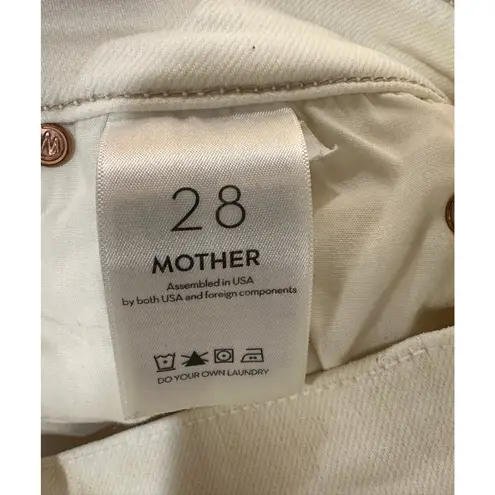 28
MOTHER
Assembled in USA
by both USA and foreign components
DO YOUR OWN LAUNDRY
M